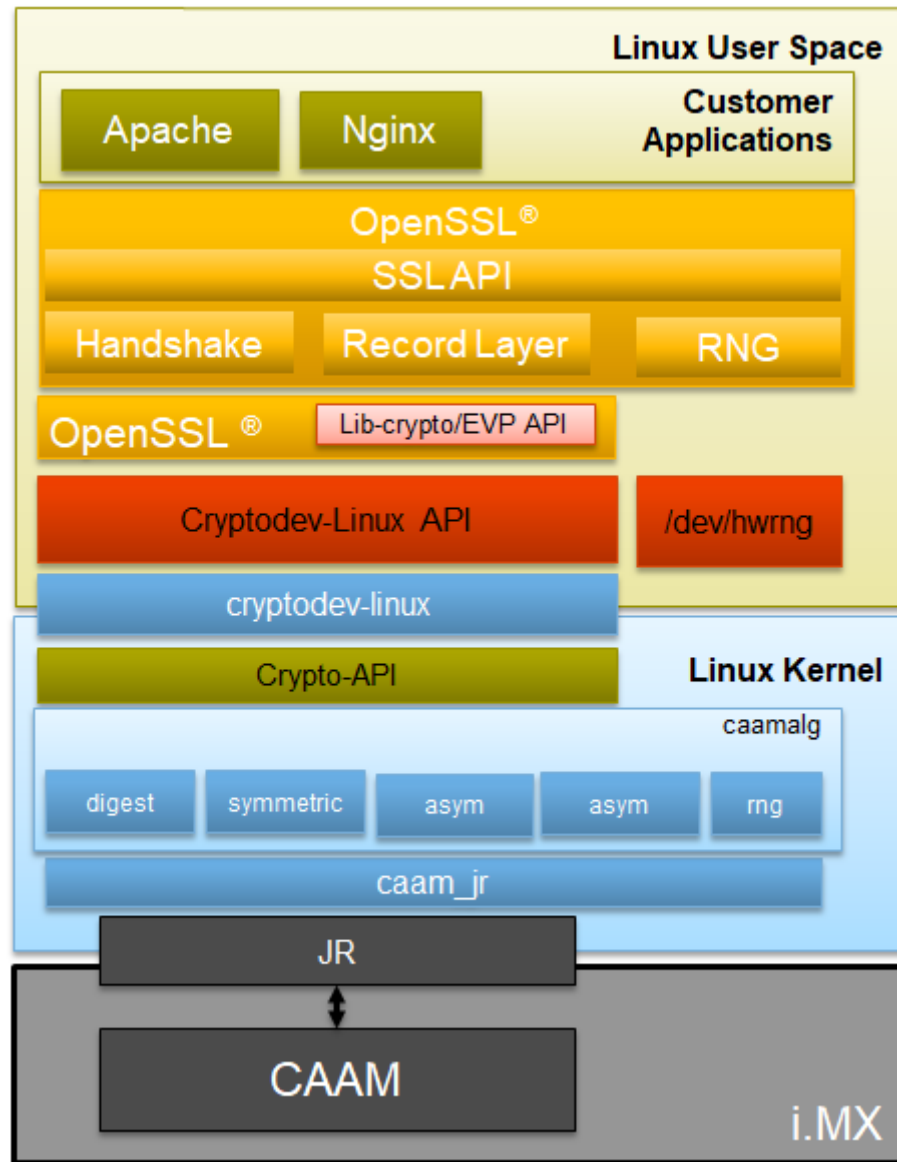 Linux User Space
Customer
Applications
Apache
Nginx
OpenSSL®
SSL API
Handshake
Record Layer
RNG
OpenSSL ®
Lib-crypto/EVP API
Cryptodev-Linux API
/dev/hwrng
cryptodev-linux
Crypto-API
Linux Kernel
caamalg
digest
symmetric
asym
asym
rng
caam_jr
JR
CAAM
i.MX